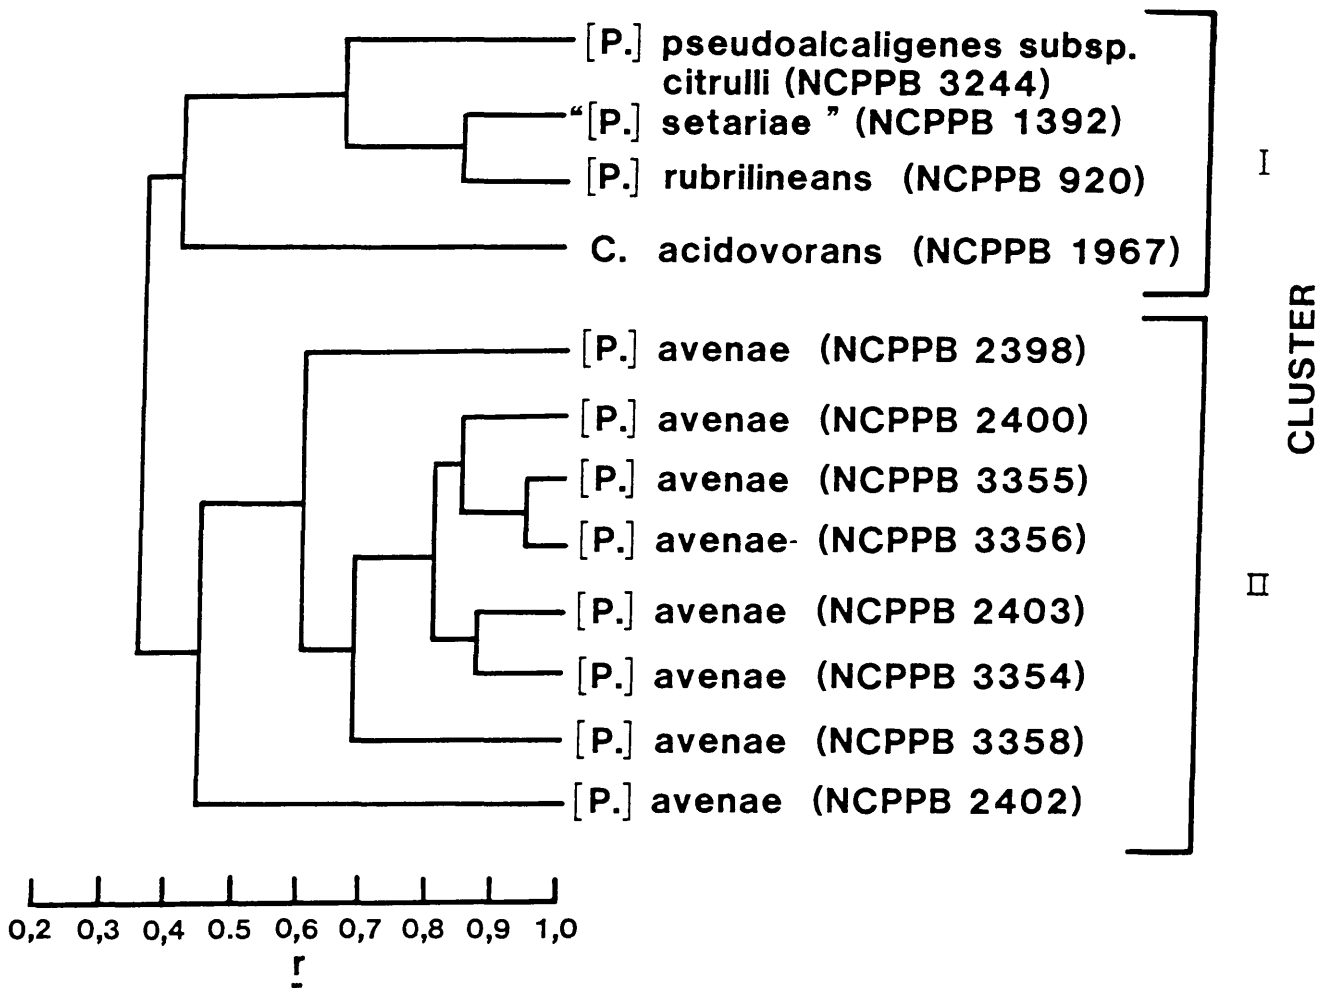 [P.] pseudoalcaligenes subsp.
citrulli (NCPPB 3244)
“[P.] setariae ” (NCPPB 1392)
[P.] rubrilineans (NCPPB 920)
C. acidovorans (NCPPB 1967)
I
CLUSTER
[P.] avenae (NCPPB 2398)
[P.] avenae (NCPPB 2400)
[P.] avenae (NCPPB 3355)
[P.] avenae- (NCPPB 3356)
II
[P.] avenae (NCPPB 2403)
[P.] avenae (NCPPB 3354)
[P.] avenae (NCPPB 3358)
[P.] avenae (NCPPB 2402)
0,2 0,3 0,4 0.5 0,6 0,7 0,8 0,9 1,0
r